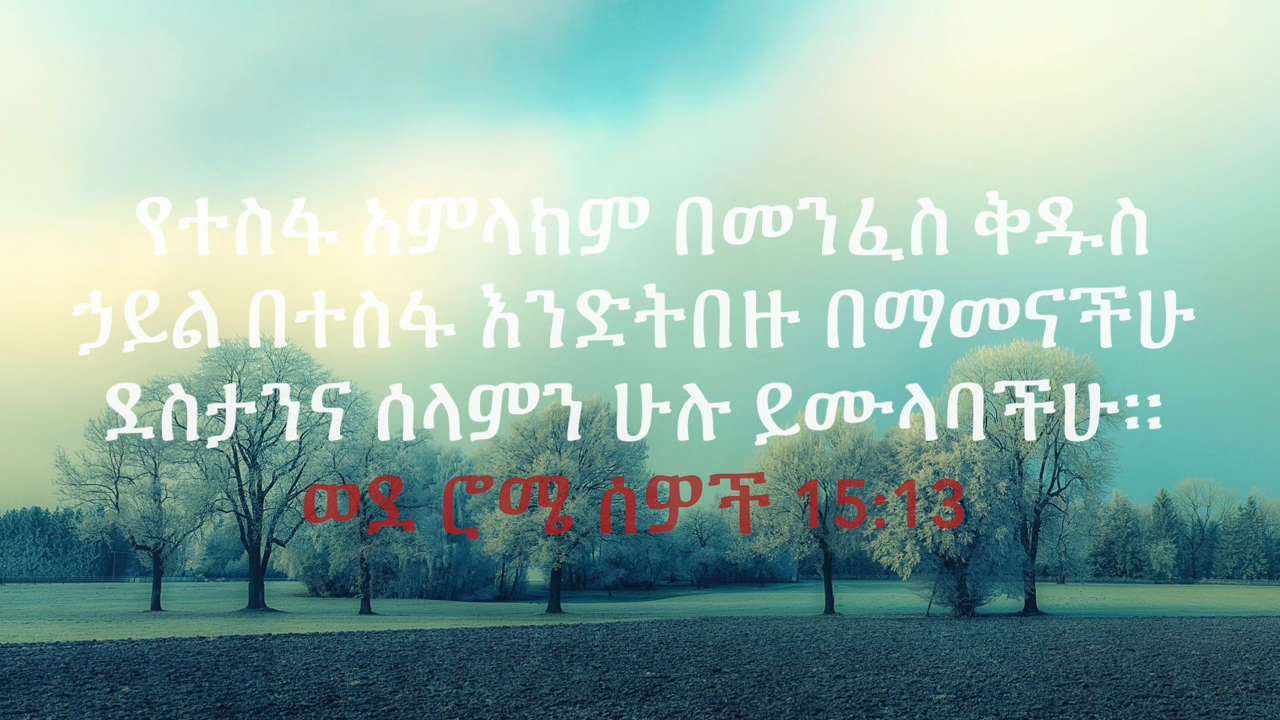 የተስፋ አምላክም በመንፈስ ቅዱስ
ኃይል በተስፋ እንድትበዙ በማመናችሁ
ደስታንና ሰላምን ሁሉ ይሙላባችሁ።
ወደ ሮሜ ሰዎች 15:13